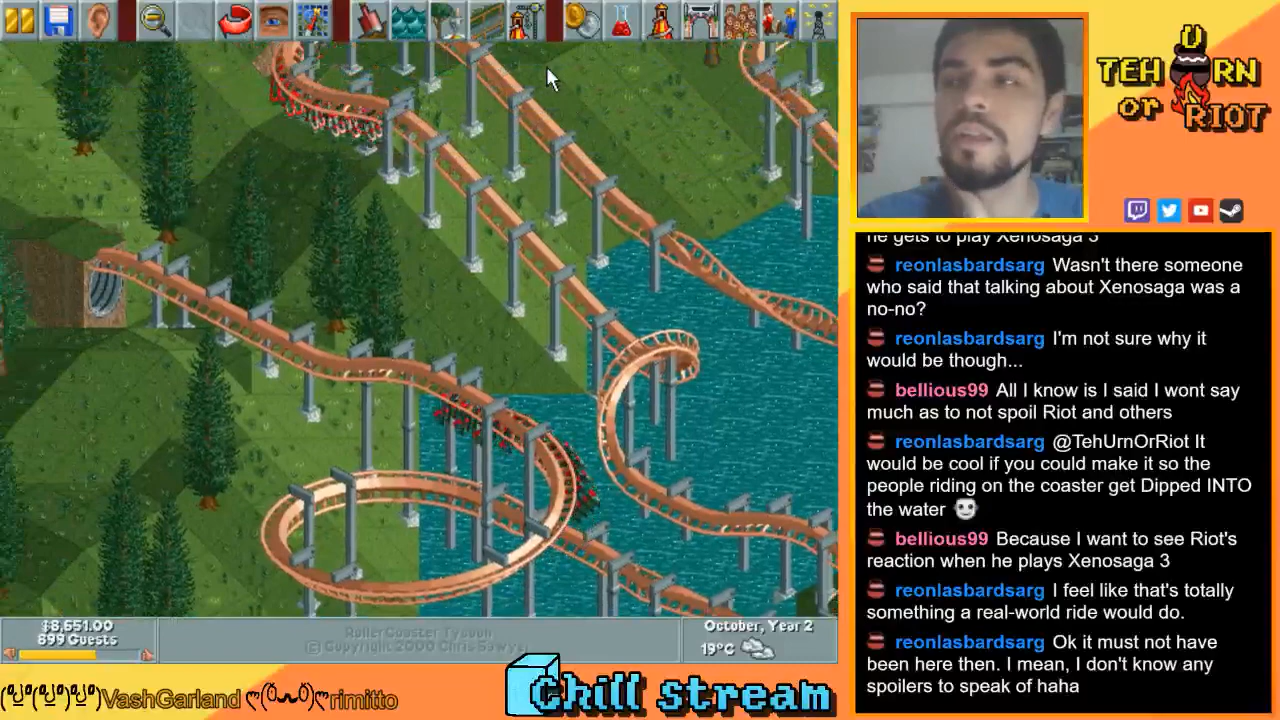 U
TEH RN
or RIOT
he gets to play Xenosaga 3
reonlasbardsarg Wasn't there someone
who said that talking about Xenosaga was a
no-no?
reonlasbardsarg I'm not sure why it
would be though...
bellious99 All I know is I said I wont say
much as to not spoil Riot and others
reonlasbardsarg @TehUrnOrRiot It
would be cool if you could make it so the
people riding on the coaster get Dipped INTO
the water
bellious99 Because I want to see Riot's
reaction when he plays Xenosaga 3
reonlasbardsarg I feel like that's totally
something a real-world ride would do.
reonlasbardsarg Ok it must not have
been here then. I mean, I don't know any
spoilers to speak of haha
$8,651.00
899 Guests
RollerCoaster Tycoon
© Copyright 2000 Chris Sawyer
October, Year 2
19°C
VashGarland
rimitto
Chill stream